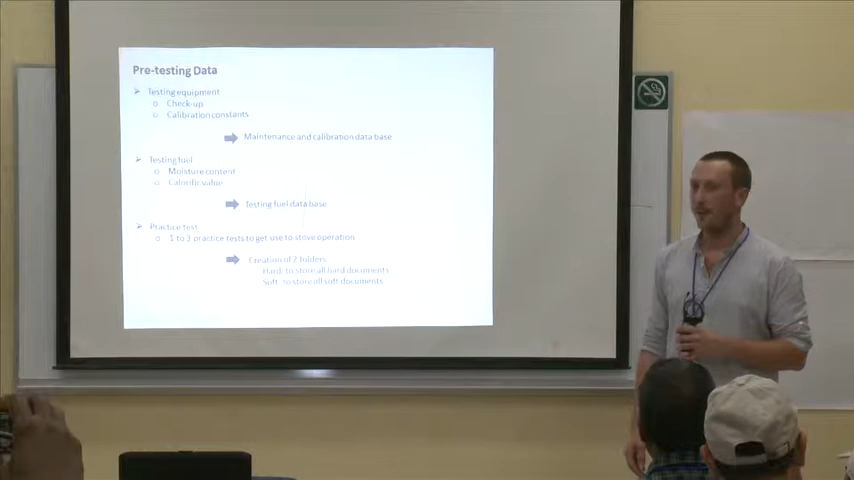 Pre-testing Data
➢ Testing equipment
o Check-up
o Calibration constants
Maintenance and calibration data base
➢ Testing fuel
o Moisture content
o Calorific value
Testing fuel data base
➢ Practice test
o 1 to 3 practice tests to get use to stove operation
Creation of 2 folders
Hard: to store all hard documents
Soft: to store all soft documents